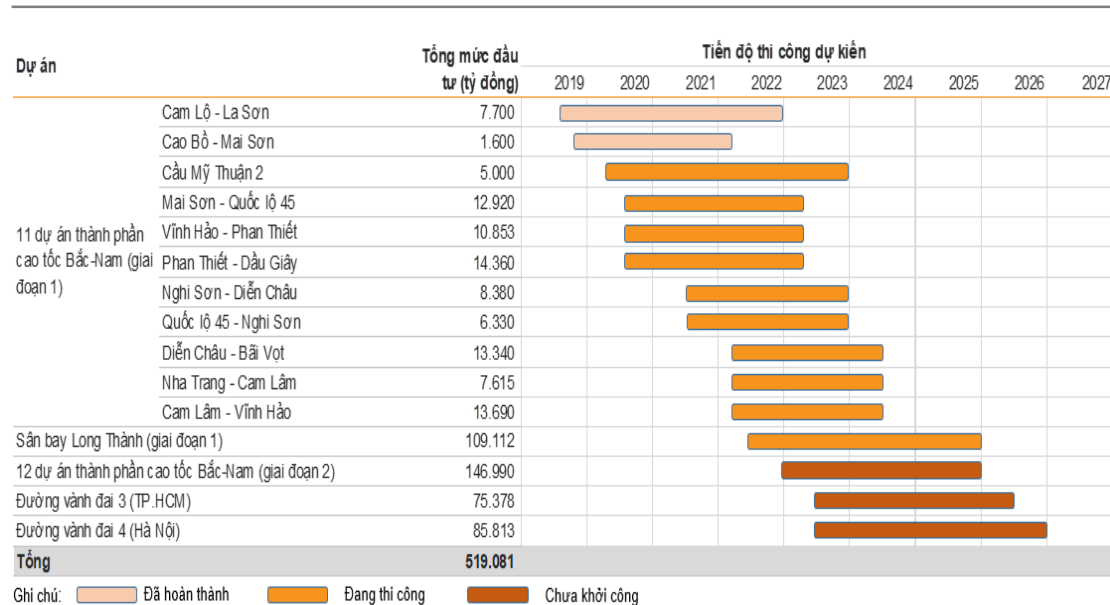 Dự án Tổng mức đầu tư (tỷ đồng) Tiến độ thi công dự kiến
2019 2020 2021 2022 2023 2024 2025 2026 2027
11 dự án thành phần cao tốc Bắc-Nam (giai đoạn 1)
Cam Lộ - La Sơn 7.700
Cao Bồ - Mai Sơn 1.600
Cầu Mỹ Thuận 2 5.000
Mai Sơn - Quốc lộ 45 12.920
Vĩnh Hảo - Phan Thiết 10.853
Phan Thiết - Dầu Giây 14.360
Nghi Sơn - Diễn Châu 8.380
Quốc lộ 45 - Nghi Sơn 6.330
Diễn Châu - Bãi Vọt 13.340
Nha Trang - Cam Lâm 7.615
Cam Lâm - Vĩnh Hảo 13.690
Sân bay Long Thành (giai đoạn 1) 109.112
12 dự án thành phần cao tốc Bắc-Nam (giai đoạn 2) 146.990
Đường vành đai 3 (TP.HCM) 75.378
Đường vành đai 4 (Hà Nội) 85.813
Tổng 519.081
Ghi chú: Đã hoàn thành Đang thi công Chưa khởi công